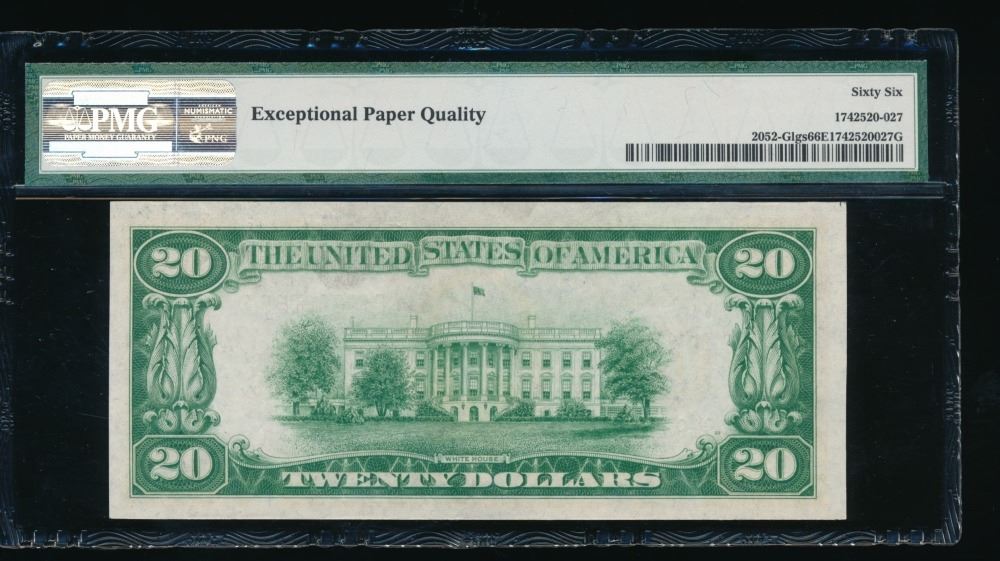 PMG
PAPER MONEY GUARANTY
AMERICAN
NUMISMATIC
PNG
Exceptional Paper Quality
Sixty Six
1742520-027
2052-Glgs66E1742520027G
20 THE UNITED STATES OF AMERICA 20
WHITE HOUSE
20 TWENTY DOLLARS 20